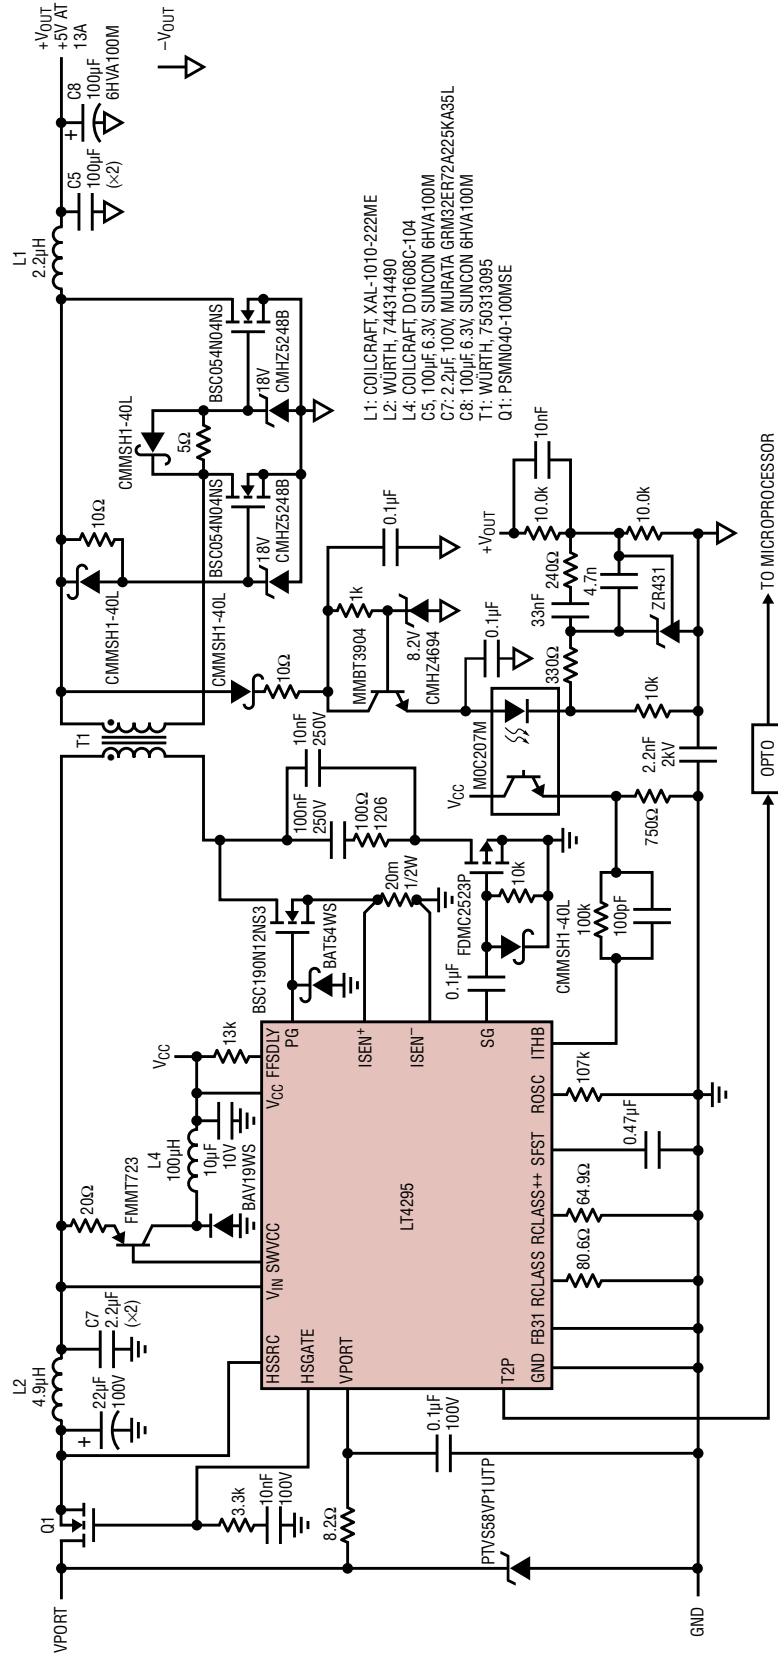 VPORT
Q1
3.3k
10nF
100V
8.2Ω
PTVS58VP1UTP
GND
+
22µF
100V
L2
4.9µH
C7
2.2µF
(×2)
0.1µF
100V
20Ω
FMMT723
L4
100µH
10µF
10V
BAV19WS
VCC
13k
HSSRC
HSGATE
VPORT
VIN
SWVCC
VCC
FFSDLY
PG
ISEN+
ISEN–
SG
ITHB
ROSC
SFST
RCLASS++
RCLASS
FB31
GND
T2P
LT4295
80.6Ω
64.9Ω
0.47µF
107k
BSC190N12NS3
BAT54WS
20m
1/2W
0.1µF
FDMC2523P
10k
CMMSH1-40L
100k
100pF
100nF
250V
10nF
250V
100Ω
1206
T1
VCC
MOC207M
750Ω
2.2nF
2kV
10k
OPTO
TO MICROPROCESSOR
CMMSH1-40L
10Ω
MMBT3904
1k
8.2V
CMHZ4694
0.1µF
0.1µF
330Ω
33nF
240Ω
4.7n
ZR431
+VOUT
10.0k
10nF
10.0k
CMMSH1-40L
10Ω
18V
CMHZ5248B
BSC054N04NS
CMMSH1-40L
5Ω
18V
CMHZ5248B
BSC054N04NS
L1
2.2µH
C5
100µF
(×2)
+
C8
100µF
6HVA100M
+VOUT
+5V AT
13A
–VOUT
L1: COILCRAFT, XAL-1010-222ME
L2: WÜRTH, 744314490
L4: COILCRAFT, DO1608C-104
C5, 100µF, 6.3V, SUNCON 6HVA100M
C7: 2.2µF, 100V, MURATA GRM32ER72A225KA35L
C8: 100µF, 6.3V, SUNCON 6HVA100M
T1: WÜRTH, 750313095
Q1: PSMN040-100MSE